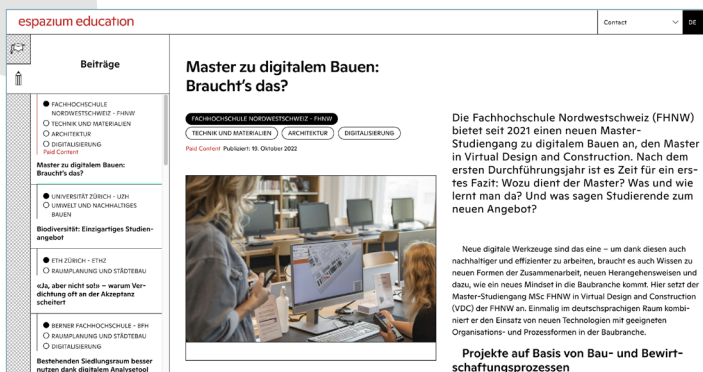 espazium education
Contact
DE
Beiträge
FACHHOCHSCHULE
NORDWESTSCHWEIZ - FHNW
TECHNIK UND MATERIALIEN
ARCHITEKTUR
DIGITALISIERUNG
Paid Content
Master zu digitalem Bauen:
Braucht's das?
UNIVERSITÄT ZÜRICH - UZH
UMWELT UND NACHHALTIGES
BAUEN
Biodiversität: Einzigartiges Studien-
angebot
ETH ZÜRICH - ETHZ
RAUMPLANUNG UND STÄDTEBAU
«Ja, aber nicht so!» – warum Ver-
dichtung oft an der Akzeptanz
scheitert
BERNER FACHHOCHSCHULE - BFH
RAUMPLANUNG UND STÄDTEBAU
DIGITALISIERUNG
Bestehenden Siedlungsraum besser
nutzen dank digitalem Analysetool
Master zu digitalem Bauen:
Braucht's das?
FACHHOCHSCHULE NORDWESTSCHWEIZ - FHNW
TECHNIK UND MATERIALIEN
ARCHITEKTUR
DIGITALISIERUNG
Paid Content Publiziert: 19. Oktober 2022
Die Fachhochschule Nordwestschweiz (FHNW)
bietet seit 2021 einen neuen Master-
Studiengang zu digitalem Bauen an, den Master
in Virtual Design and Construction. Nach dem
ersten Durchführungsjahr ist es Zeit für ein ers-
tes Fazit: Wozu dient der Master? Was und wie
lernt man da? Und was sagen Studierende zum
neuen Angebot?
Neue digitale Werkzeuge sind das eine – um dank diesen auch
nachhaltiger und effizienter zu arbeiten, braucht es auch Wissen zu
neuen Formen der Zusammenarbeit, neuen Herangehensweisen und
dazu, wie ein neues Mindset in die Baubranche kommt. Hier setzt der
Master-Studiengang MSc FHNW in Virtual Design and Construction
(VDC) der FHNW an. Einmalig im deutschsprachigen Raum kombi-
niert er den Einsatz von neuen Technologien mit geeigneten
Organisations- und Prozessformen in der Baubranche.
Projekte auf Basis von Bau- und Bewirt-
schaftungsprozessen